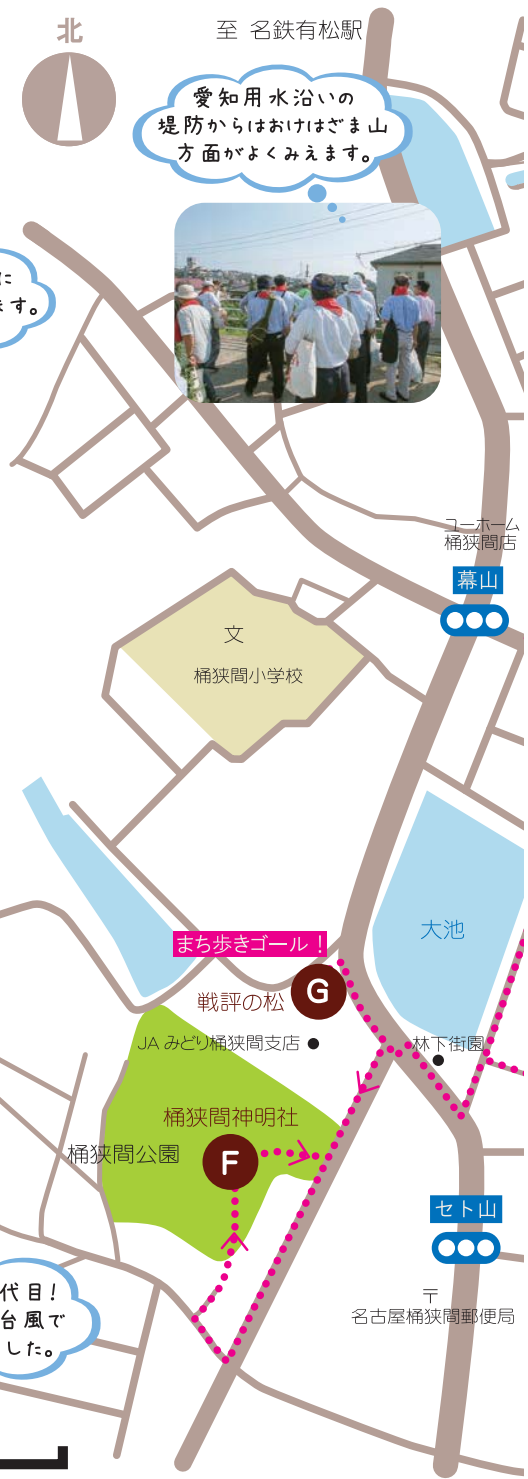 北
至 名鉄有松駅
愛知用水沿いの
堤防からはおけはざま山
方面がよくみえます。
に
す。
ユーホーム
桶狭間店
幕山
文
桶狭間小学校
大池
まち歩きゴール！
戦評の松
G
JA みどり桶狭間支店
林下街園
桶狭間神明社
桶狭間公園
F
セト山
〒
名古屋桶狭間郵便局
代目！
台風で
した。